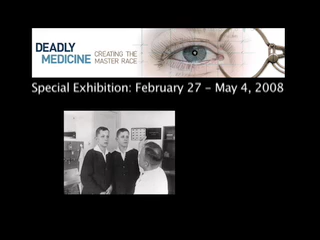 DEADLY
MEDICINE
CREATING THE
MASTER RACE
Special Exhibition: February 27 – May 4, 2008